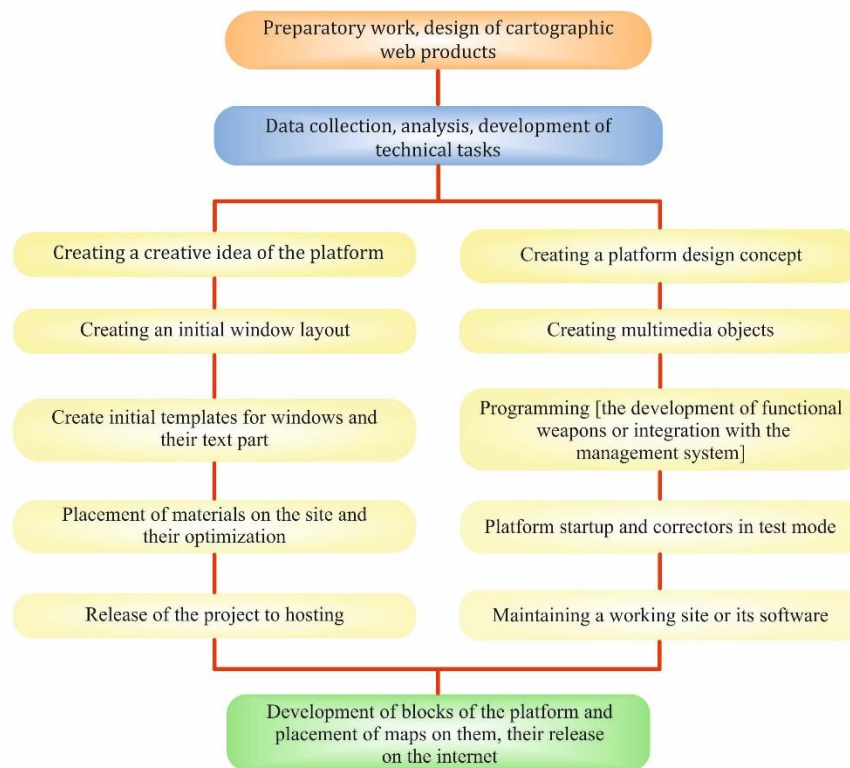 Preparatory work, design of cartographic
web products
Data collection, analysis, development of
technical tasks
Creating a creative idea of the platform
Creating an initial window layout
Create initial templates for windows and
their text part
Placement of materials on the site and
their optimization
Release of the project to hosting
Creating a platform design concept
Creating multimedia objects
Programming [the development of functional
weapons or integration with the
management system]
Platform startup and correctors in test mode
Maintaining a working site or its software
Development of blocks of the platform and
placement of maps on them, their release
on the internet